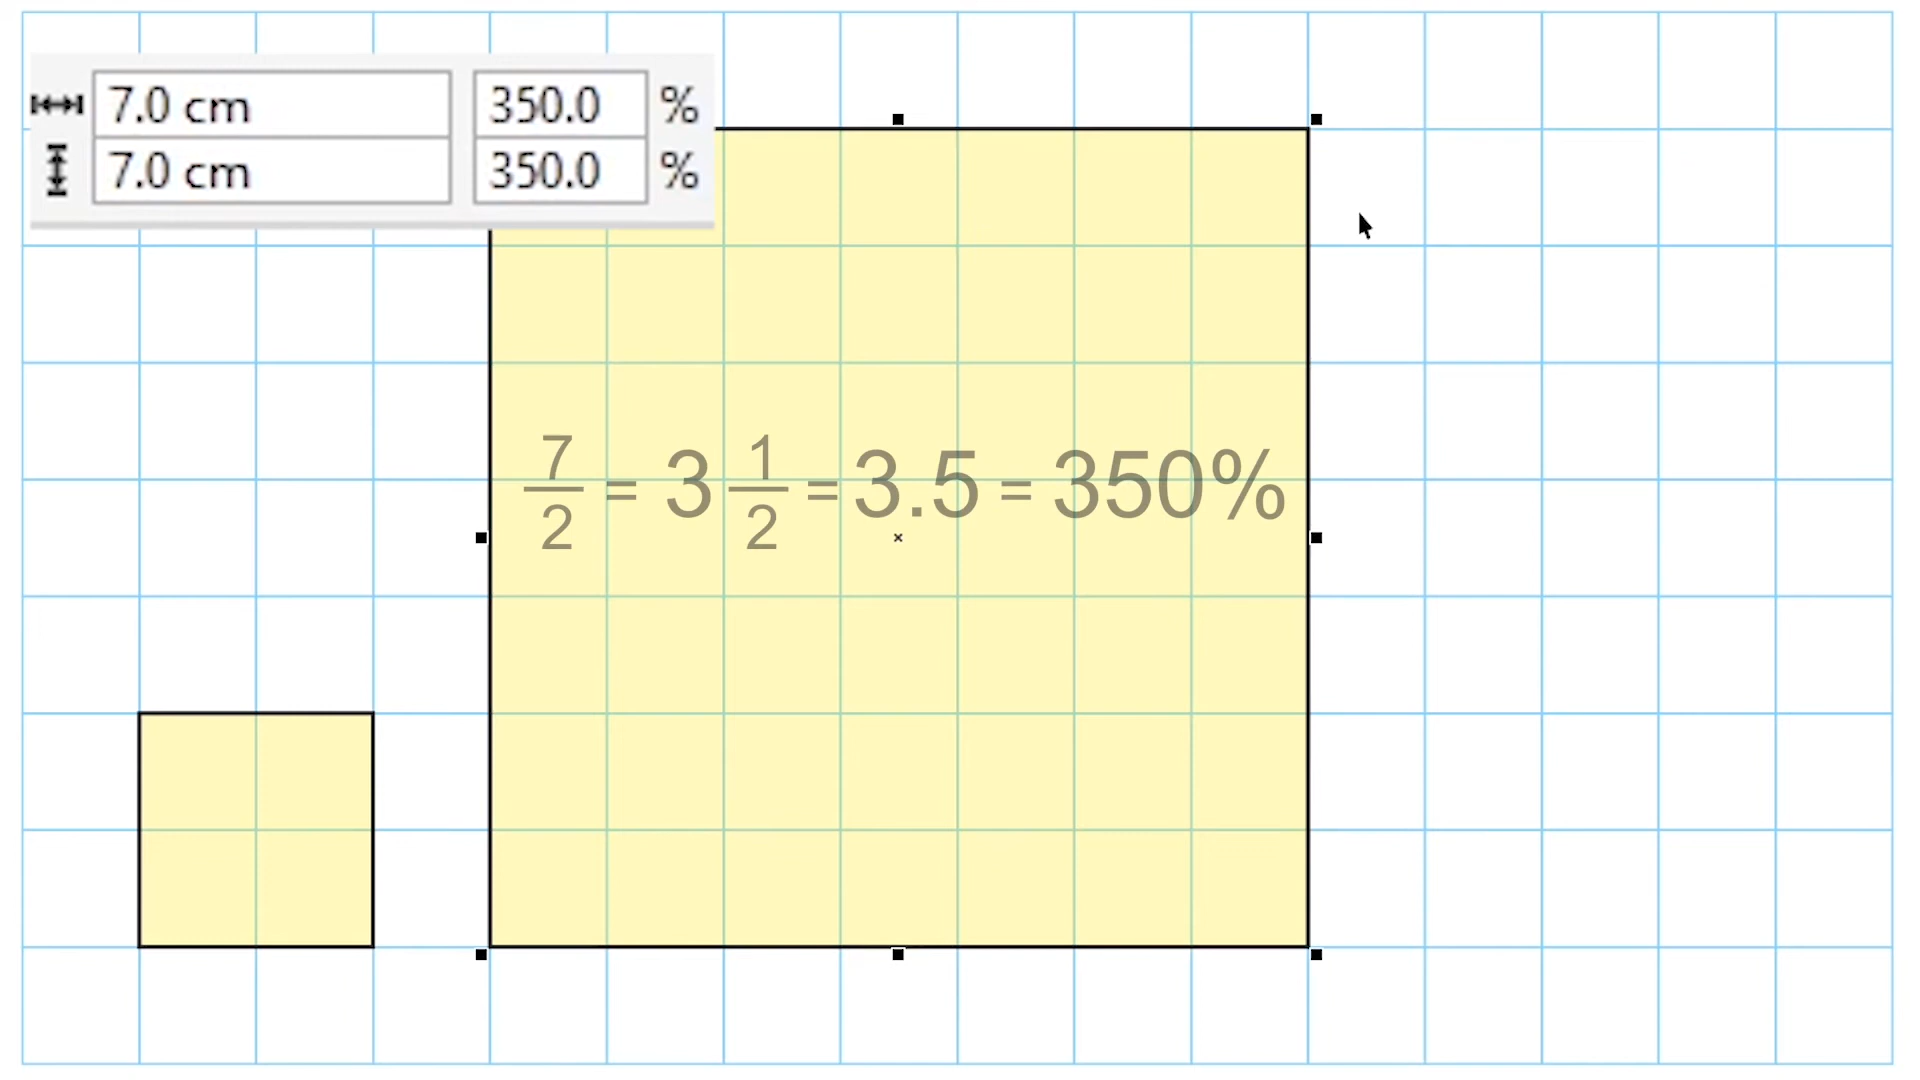 7.0 cm 350.0 %
7.0 cm 350.0 %
7/2 = 3 1/2 = 3.5 = 350%